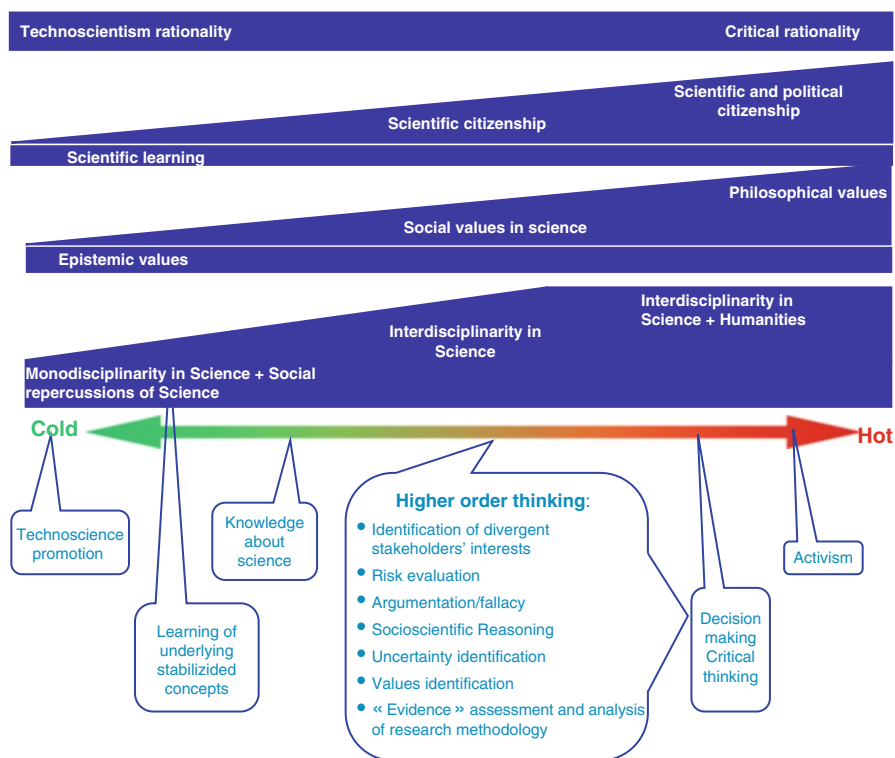 Technoscientism rationality
Critical rationality
Scientific and political
citizenship
Scientific citizenship
Scientific learning
Philosophical values
Social values in science
Epistemic values
Interdisciplinarity in
Science + Humanities
Interdisciplinarity in
Science
Monodisciplinarity in Science + Social
repercussions of Science
Cold
Hot
Technoscience
promotion
Learning of
underlying
stabilizided
concepts
Knowledge
about
science
Higher order thinking:
• Identification of divergent
stakeholders' interests
• Risk evaluation
• Argumentation/fallacy
• Socioscientific Reasoning
• Uncertainty identification
• Values identification
• « Evidence » assessment and analysis
of research methodology
Decision
making
Critical
thinking
Activism